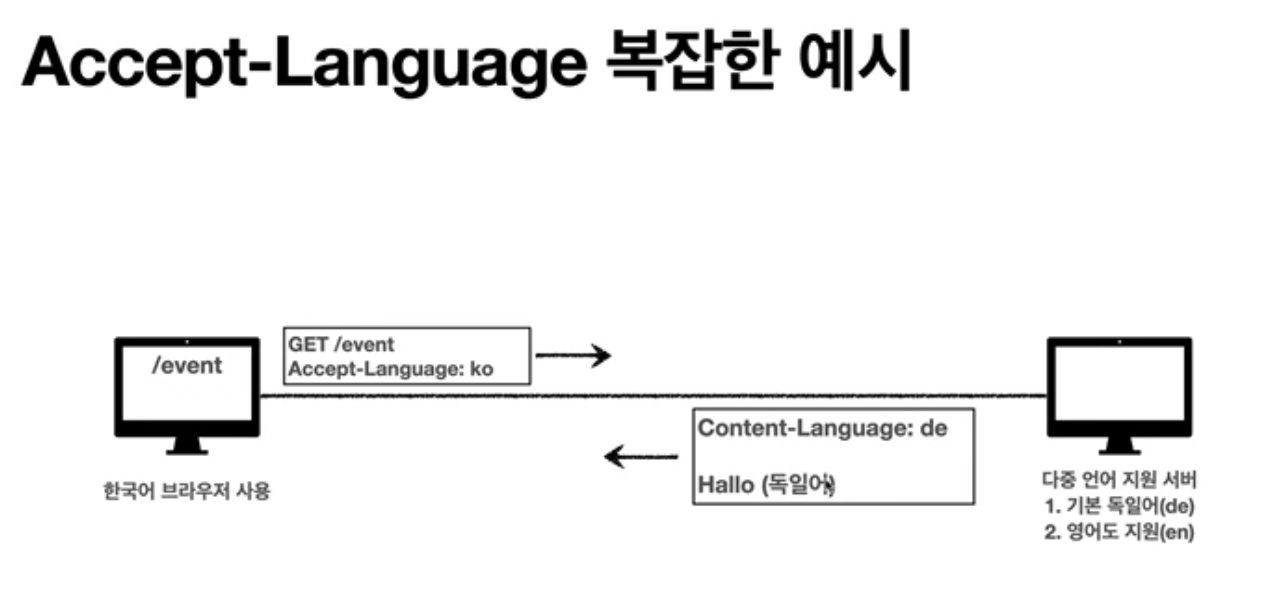 Accept-Language 복잡한 예시
/event
GET /event
Accept-Language: ko
Content-Language: de
Hallo (독일어)
한국어 브라우저 사용
다중 언어 지원 서버
1. 기본 독일어(de)
2. 영어도 지원(en)